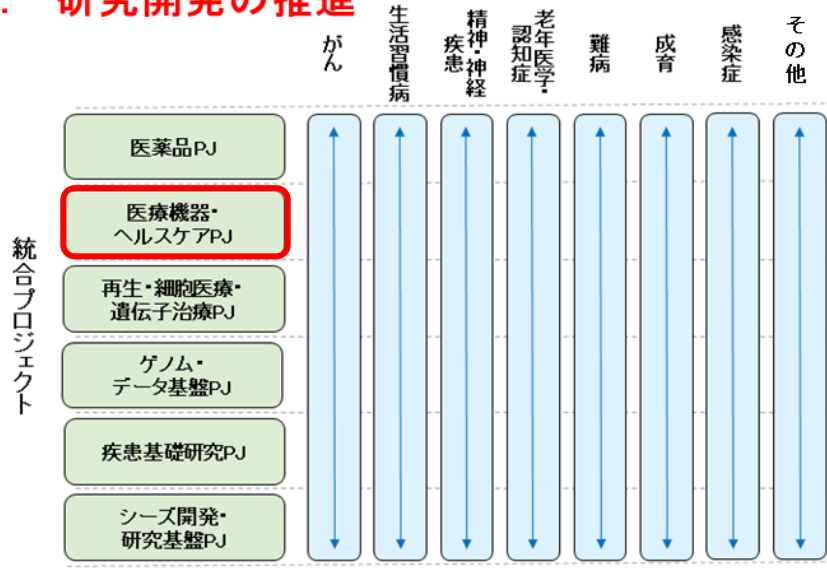 研究開発の推進
がん
生活習慣病
精神・神経
疾患
老年医学・
認知症
難病
成育
感染症
その他
統合プロジェクト
医薬品PJ
医療機器・
ヘルスケアPJ
再生・細胞医療・
遺伝子治療PJ
ゲノム・
データ基盤PJ
疾患基礎研究PJ
シーズ開発・
研究基盤PJ